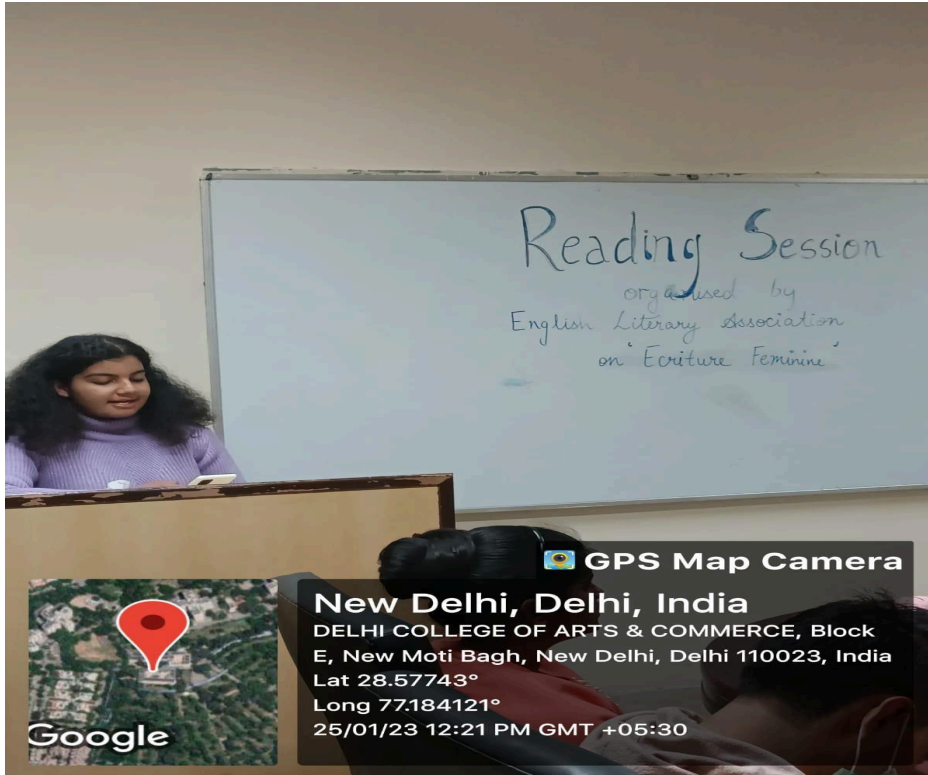 Reading Session
organised by
English Literary Association
on 'Ecriture Feminine'
GPS Map Camera
New Delhi, Delhi, India
DELHI COLLEGE OF ARTS & COMMERCE, Block
E, New Moti Bagh, New Delhi, Delhi 110023, India
Lat 28.57743°
Long 77.184121°
25/01/23 12:21 PM GMT +05:30
Google